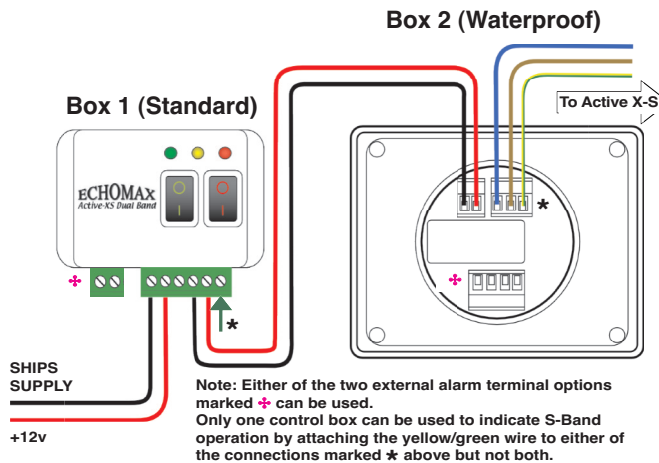 Box 2 (Waterproof)
To Active X-S
Box 1 (Standard)
ECHOMAX
Active-XS Dual Band
*
*
SHIPS
SUPPLY
+12v
Note: Either of the two external alarm terminal options
marked ✣ can be used.
Only one control box can be used to indicate S-Band
operation by attaching the yellow/green wire to either of
the connections marked * above but not both.